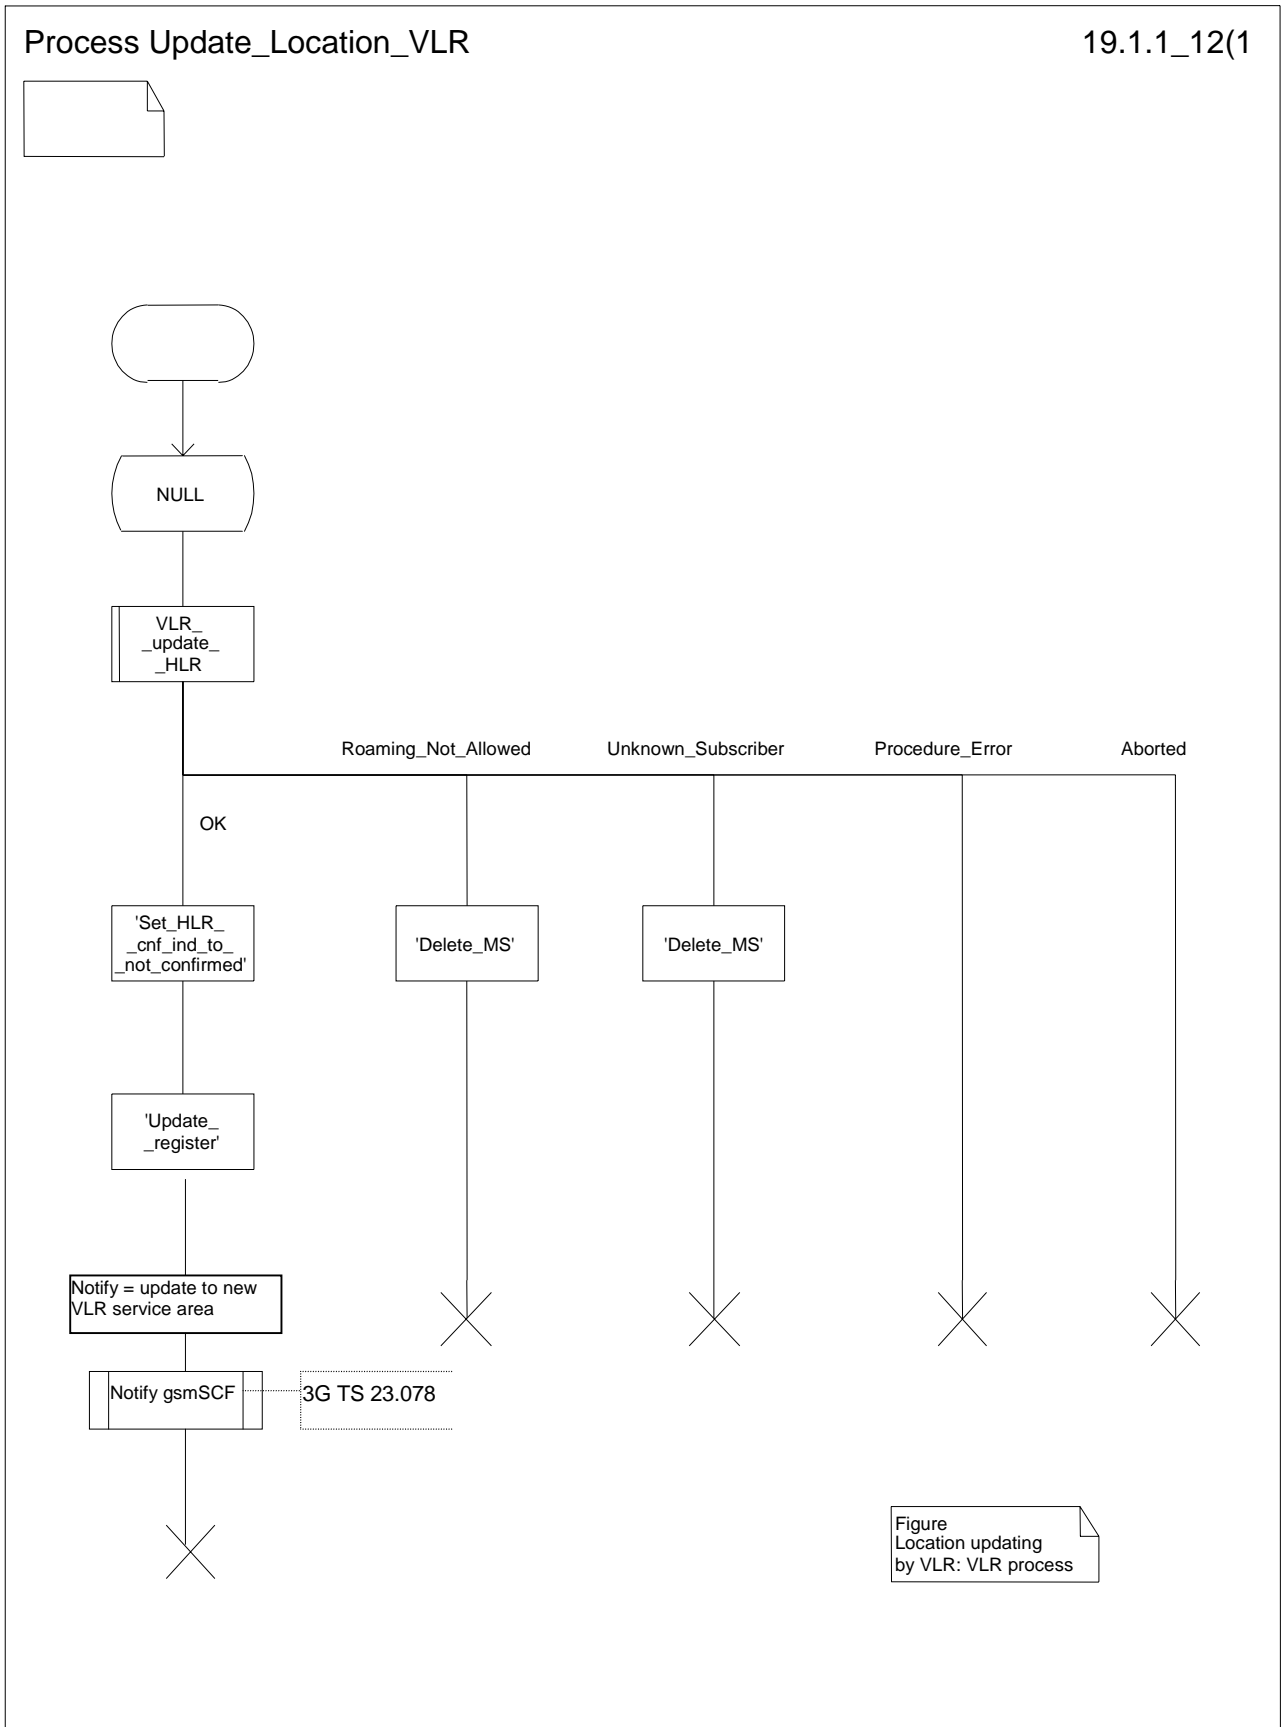 Process Update_Location_VLR
19.1.1_12(1
NULL
VLR_
_update_
_HLR
Roaming_Not_Allowed
Unknown_Subscriber
Procedure_Error
Aborted
OK
'Set_HLR_
_cnf_ind_to_
_not_confirmed'
'Delete_MS'
'Delete_MS'
'Update_
_register'
Notify = update to new
VLR service area
Notify gsmSCF
3G TS 23.078
Figure
Location updating
by VLR: VLR process